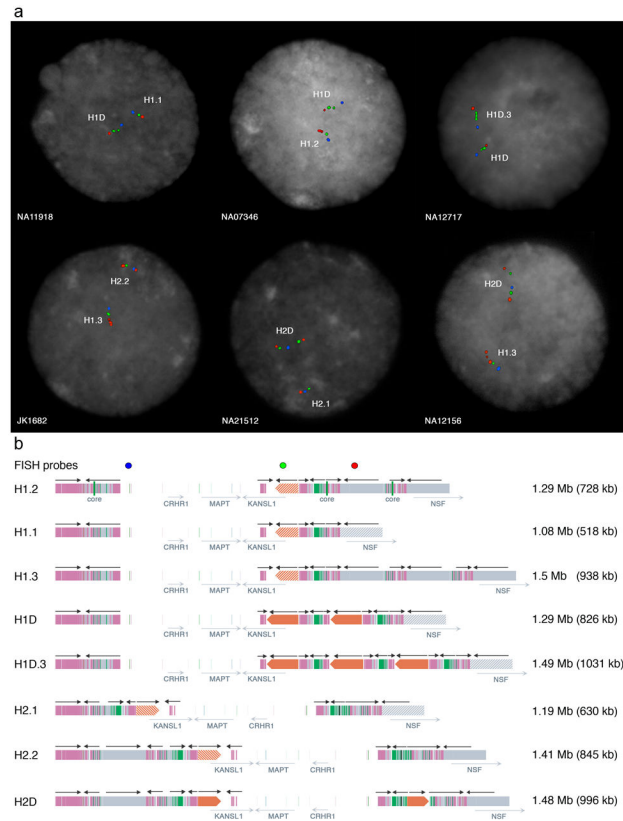 a
H1D H1.1
NA11918
H1D
H1.2
NA07346
H1D.3
H1D
NA12717
H2.2
H1.3
JK1682
H2D
H2.1
NA21512
H2D
H1.3
NA12156
b
FISH probes
H1.2 1.29 Mb (728 kb)
core core core
CRHR1 MAPT KANSL1 NSF
H1.1 1.08 Mb (518 kb)
CRHR1 MAPT KANSL1 NSF
H1.3 1.5 Mb (938 kb)
CRHR1 MAPT KANSL1 NSF
H1D 1.29 Mb (826 kb)
CRHR1 MAPT KANSL1 NSF
H1D.3 1.49 Mb (1031 kb)
CRHR1 MAPT KANSL1 NSF
H2.1 1.19 Mb (630 kb)
KANSL1 MAPT CRHR1 NSF
H2.2 1.41 Mb (845 kb)
KANSL1 MAPT CRHR1 NSF
H2D 1.48 Mb (996 kb)
KANSL1 MAPT CRHR1 NSF